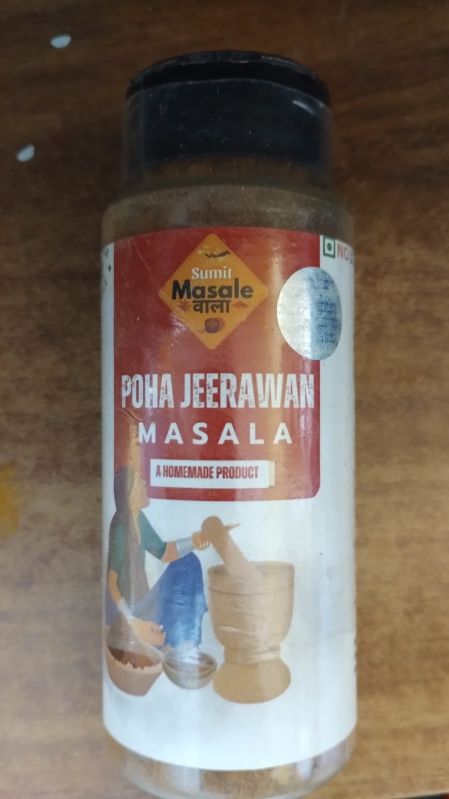 Sumit
Masale
वाला
POHA JEERAWAN
MASALA
A HOMEMADE PRODUCT